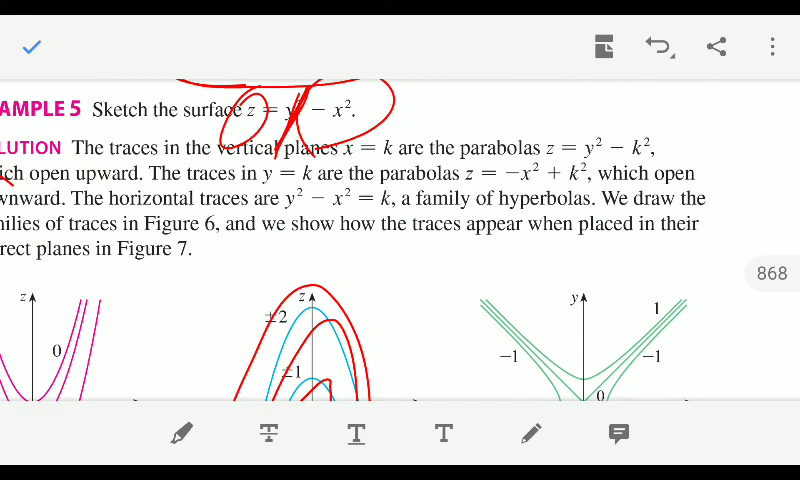 AMPLE 5 Sketch the surface z = y² − x².
LUTION The traces in the vertical planes x = k are the parabolas z = y² − k²,
ich open upward. The traces in y = k are the parabolas z = −x² + k², which open
wnward. The horizontal traces are y² − x² = k, a family of hyperbolas. We draw the
nilies of traces in Figure 6, and we show how the traces appear when placed in their
rect planes in Figure 7.
868
z z y
±2 1
0 −1 −1
±1
0
T T T